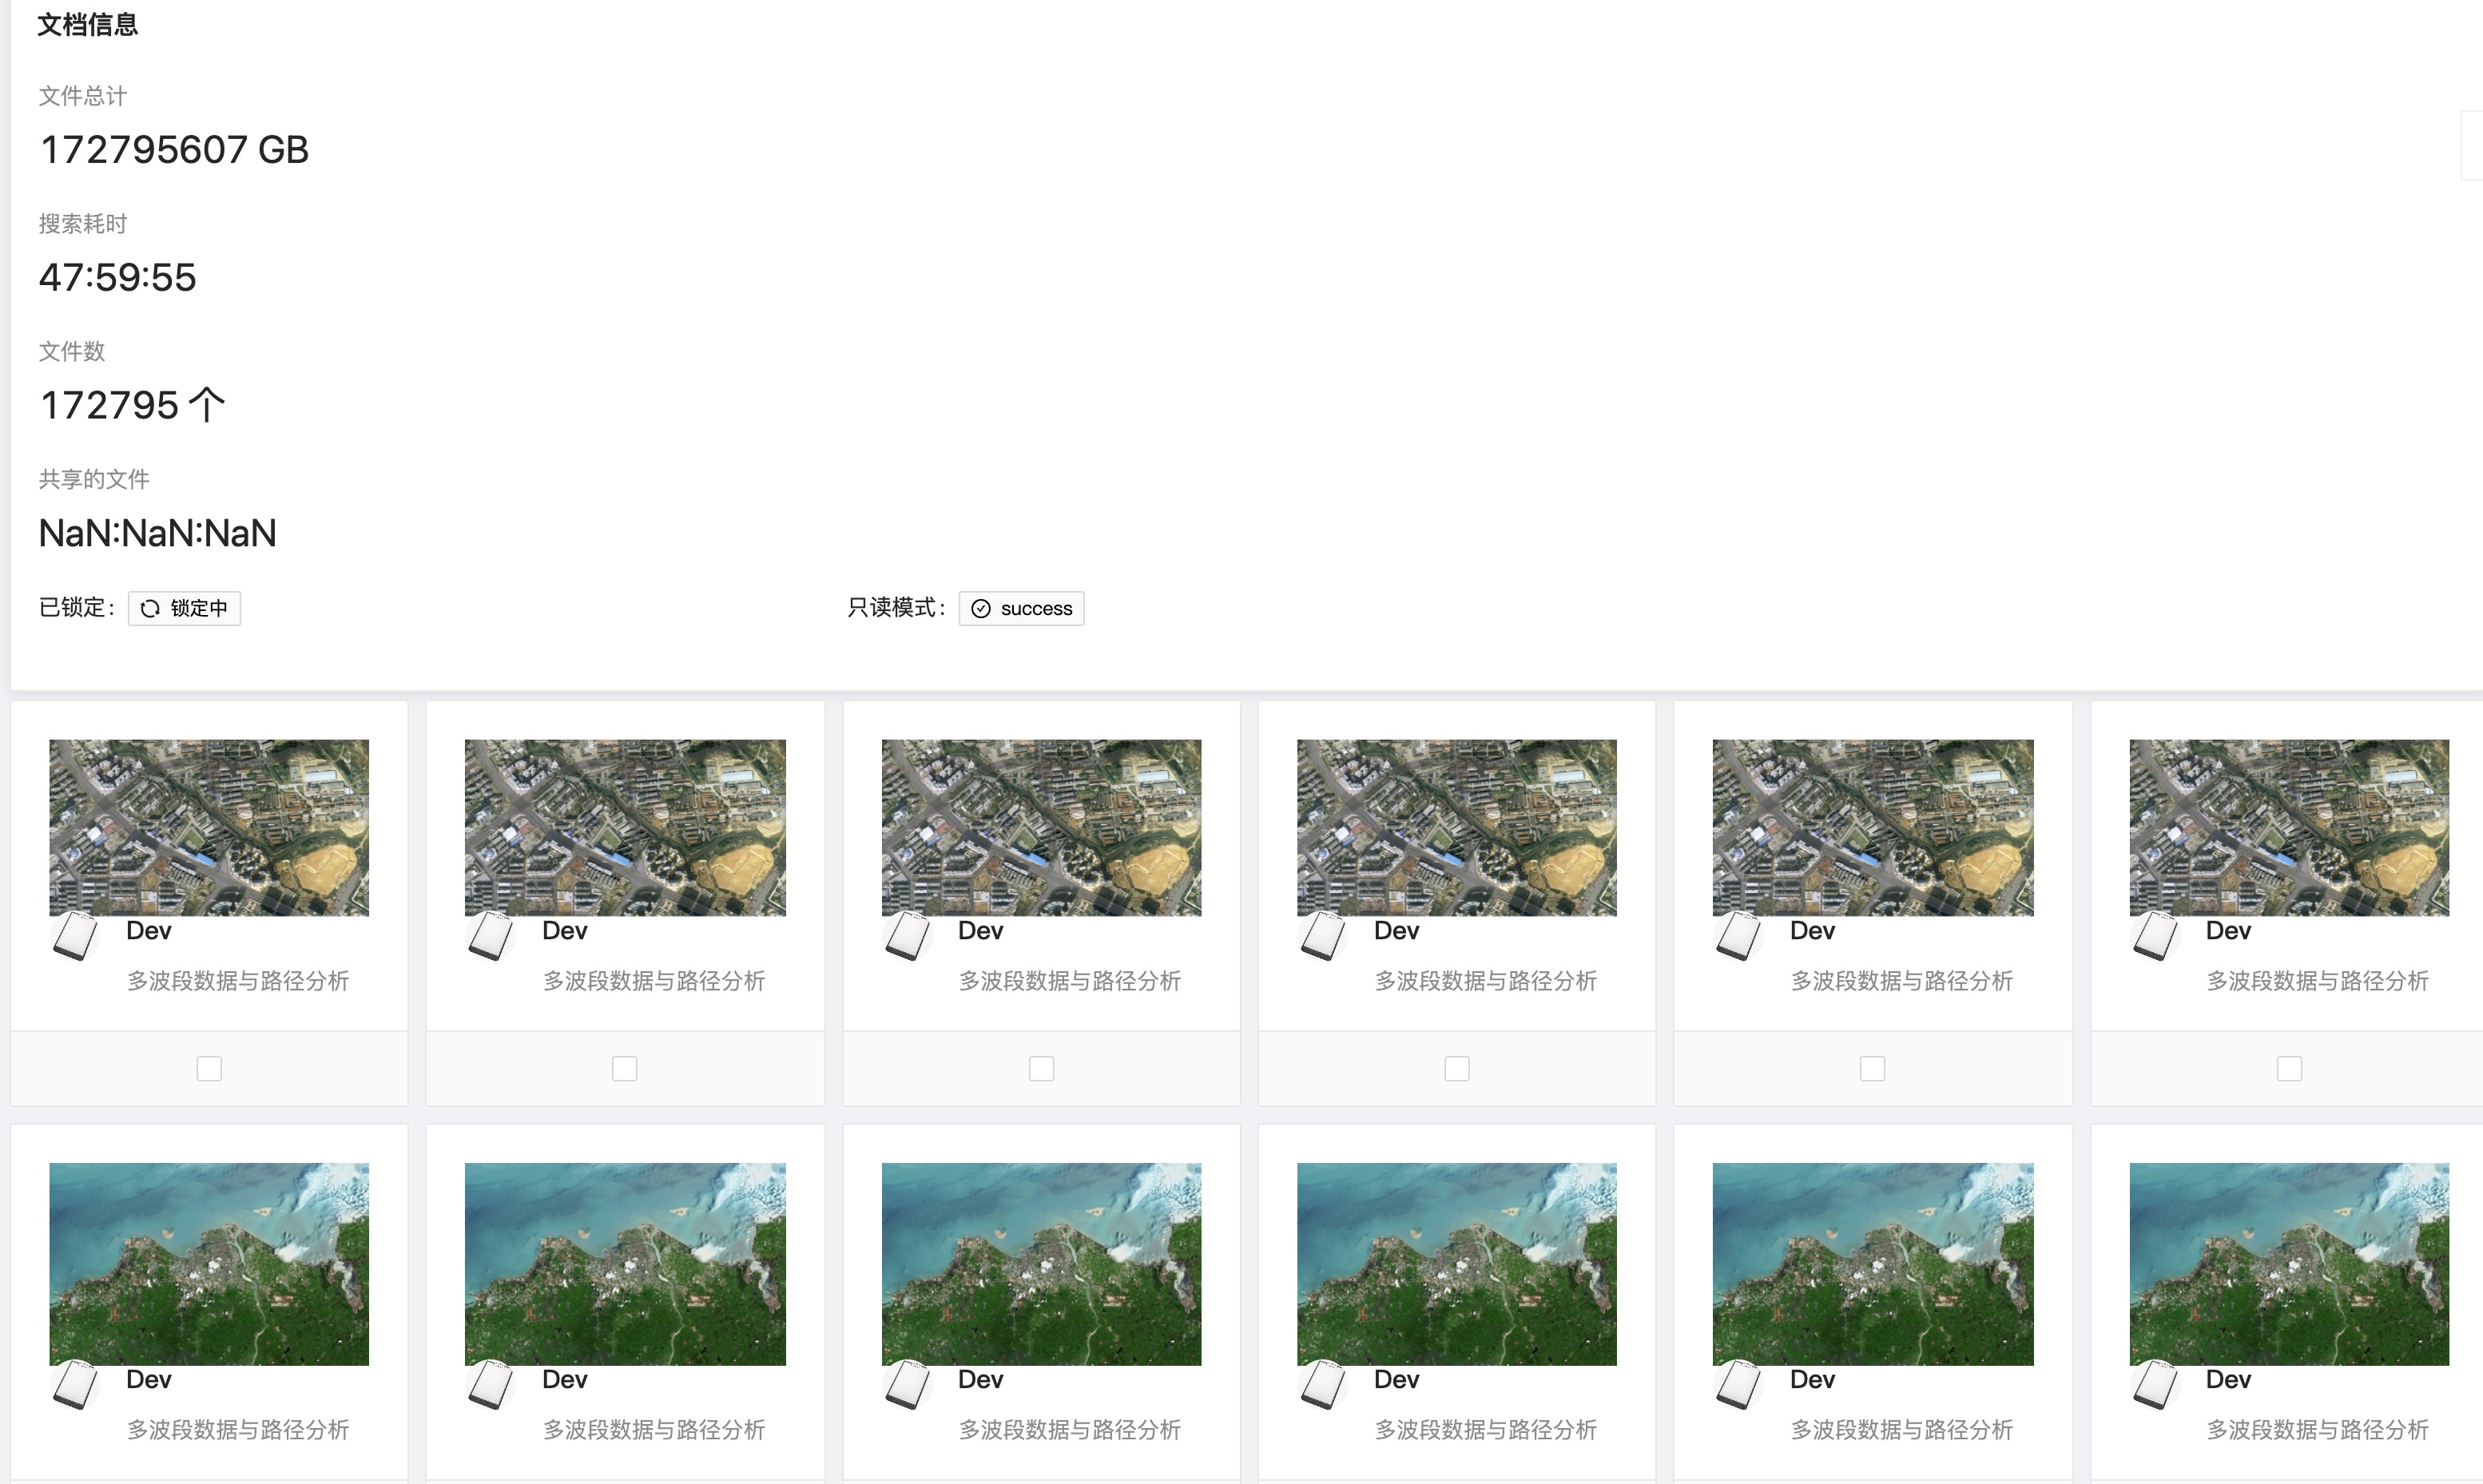 文档信息
文件总计
172795607 GB
搜索耗时
47:59:55
文件数
172795 个
共享的文件
NaN:NaN:NaN
已锁定: 锁定中 只读模式: success
Dev Dev Dev Dev Dev Dev
多波段数据与路径分析 多波段数据与路径分析 多波段数据与路径分析 多波段数据与路径分析 多波段数据与路径分析 多波段数据与路径分析
Dev Dev Dev Dev Dev Dev
多波段数据与路径分析 多波段数据与路径分析 多波段数据与路径分析 多波段数据与路径分析 多波段数据与路径分析 多波段数据与路径分析